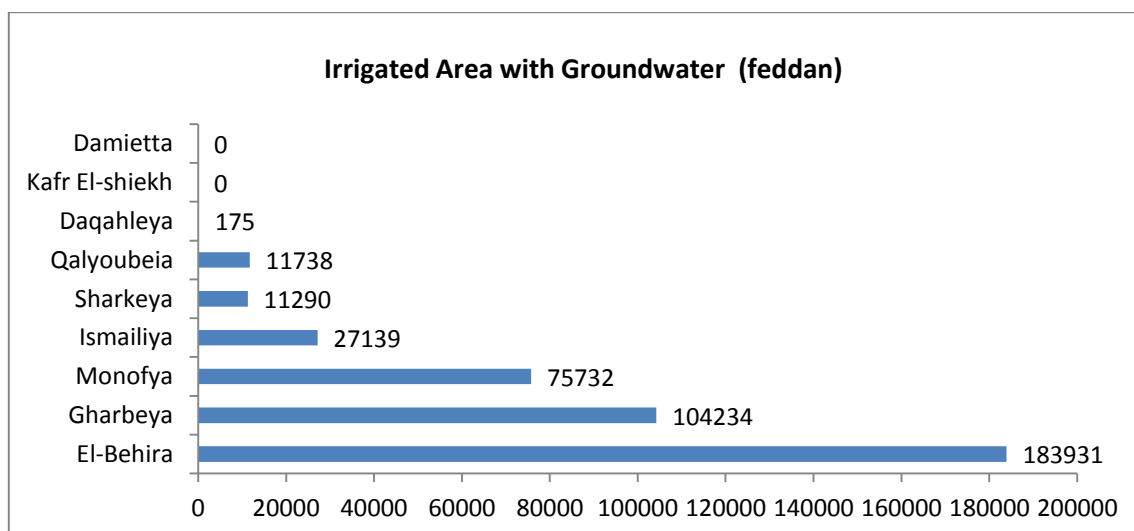 Irrigated Area with Groundwater (feddan)
Damietta 0
Kafr El-shiekh 0
Daqahleya 175
Qalyoubeia 11738
Sharkeya 11290
Ismailiya 27139
Monofya 75732
Gharbeya 104234
El-Behira 183931
0 20000 40000 60000 80000 100000 120000 140000 160000 180000 200000